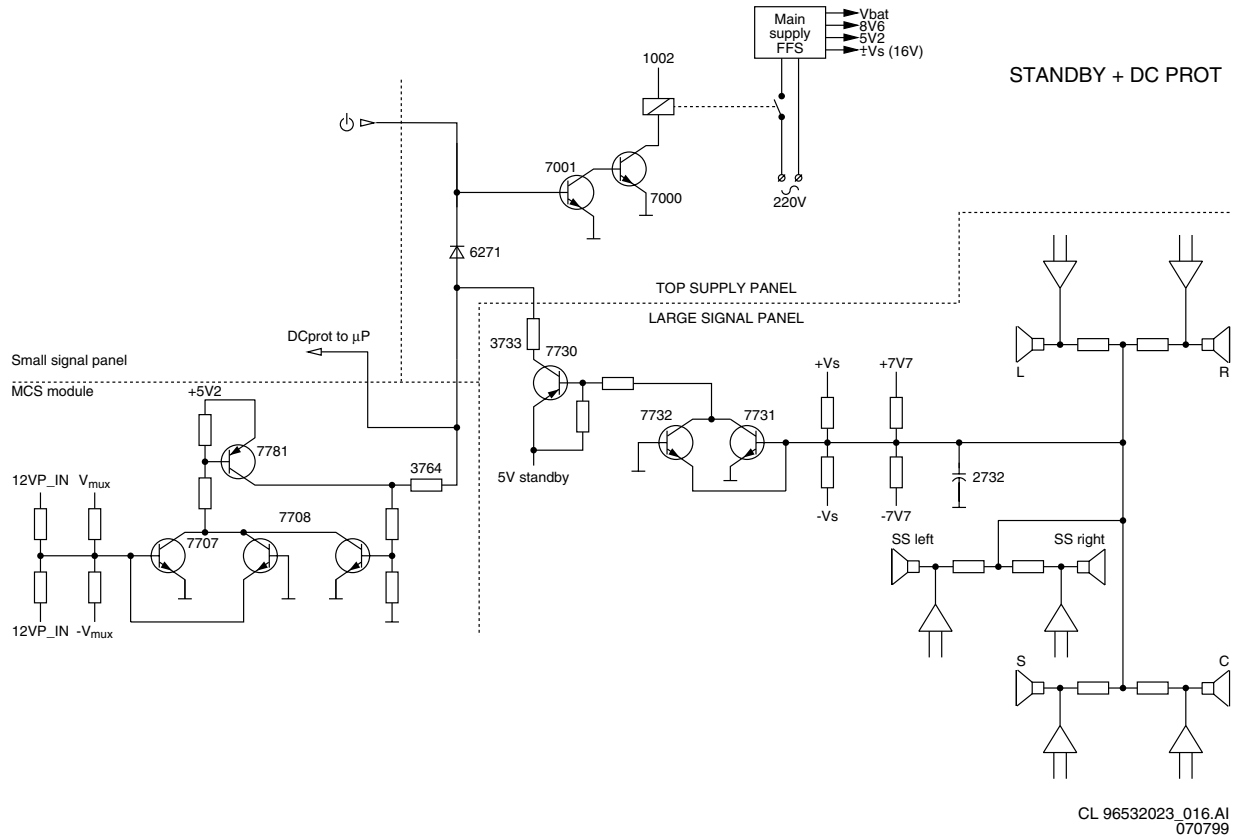 Main
supply
FFS
Vbat
8V6
5V2
±Vs (16V)
STANDBY + DC PROT
1002
7001
7000
220V
6271
TOP SUPPLY PANEL
LARGE SIGNAL PANEL
DCprot to µP
Small signal panel
MCS module
3733
7730
+5V2
7781
3764
5V standby
7732
7731
+Vs
+7V7
-Vs
-7V7
2732
L
R
12VP_IN
Vmux
7708
7707
12VP_IN
-Vmux
SS left
SS right
S
C
CL 96532023_016.AI
070799